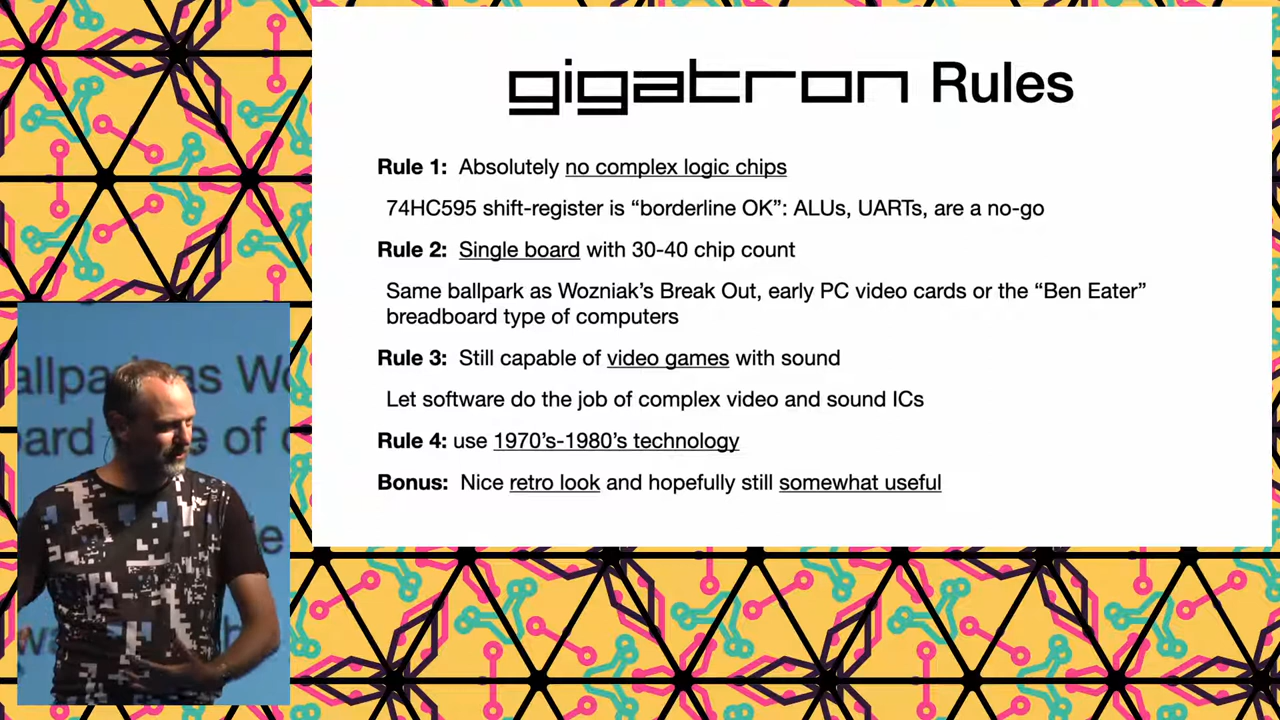 gigatron Rules
Rule 1: Absolutely no complex logic chips
74HC595 shift-register is “borderline OK”: ALUs, UARTs, are a no-go
Rule 2: Single board with 30-40 chip count
Same ballpark as Wozniak’s Break Out, early PC video cards or the “Ben Eater”
breadboard type of computers
Rule 3: Still capable of video games with sound
Let software do the job of complex video and sound ICs
Rule 4: use 1970’s-1980’s technology
Bonus: Nice retro look and hopefully still somewhat useful